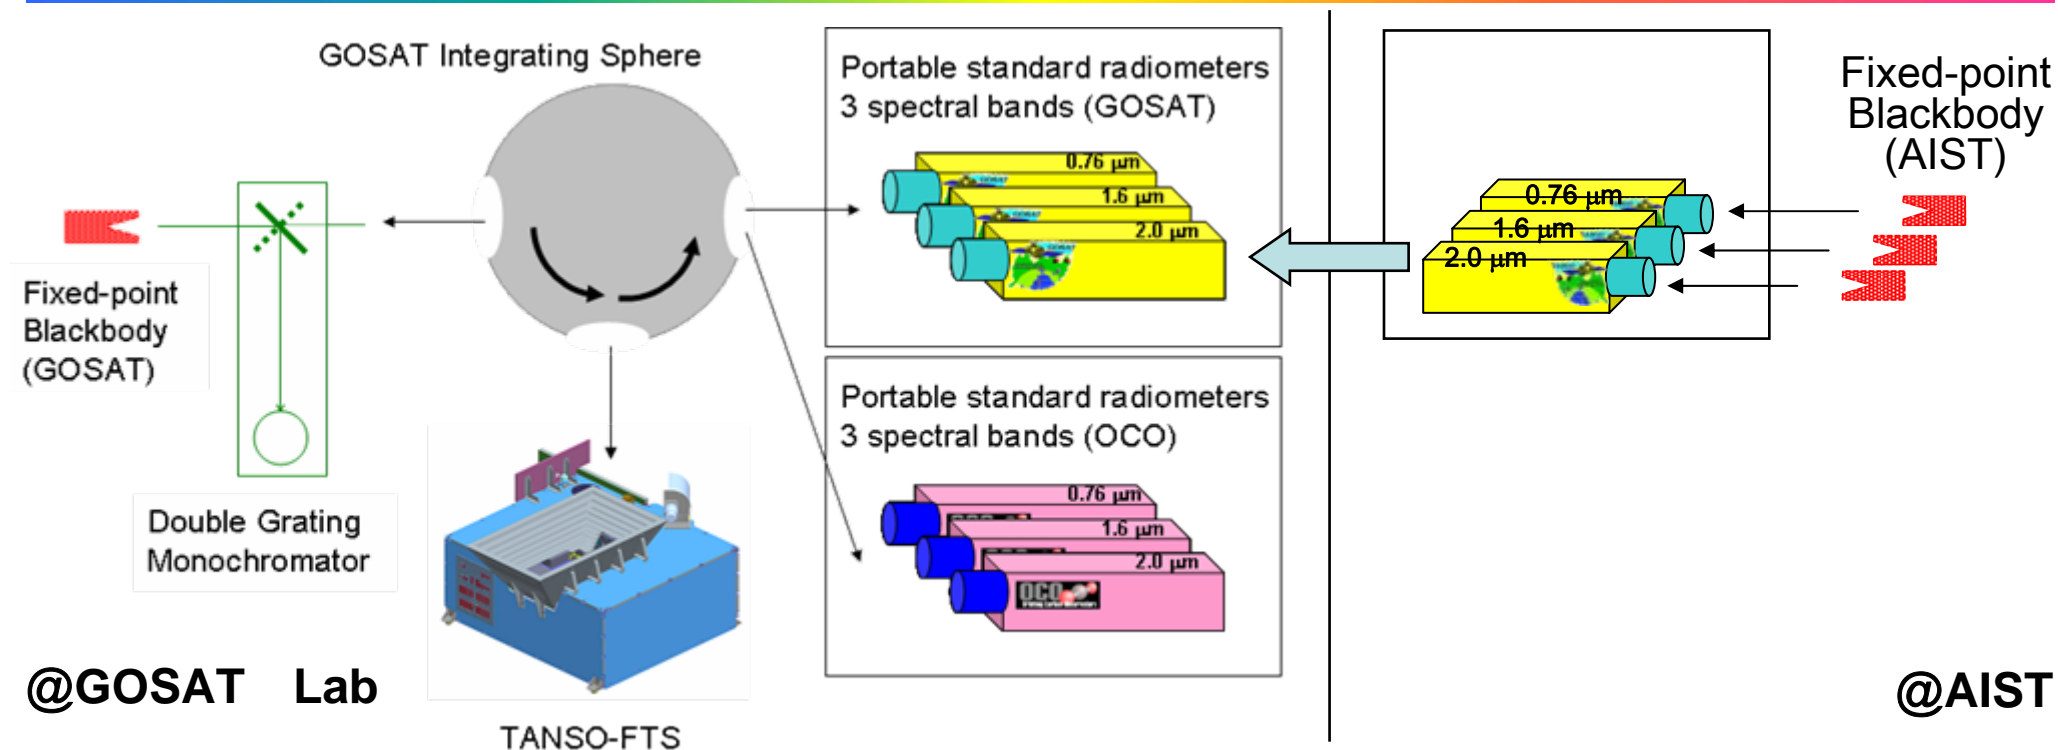 GOSAT Integrating Sphere
Fixed-point
Blackbody
(GOSAT)
Double Grating
Monochromator
TANSO-FTS
@GOSAT Lab
Portable standard radiometers
3 spectral bands (GOSAT)
0.76 μm
1.6 μm
2.0 μm
Portable standard radiometers
3 spectral bands (OCO)
0.76 μm
1.6 μm
2.0 μm
OCO
0.76 μm
1.6 μm
2.0 μm
Fixed-point
Blackbody
(AIST)
@AIST